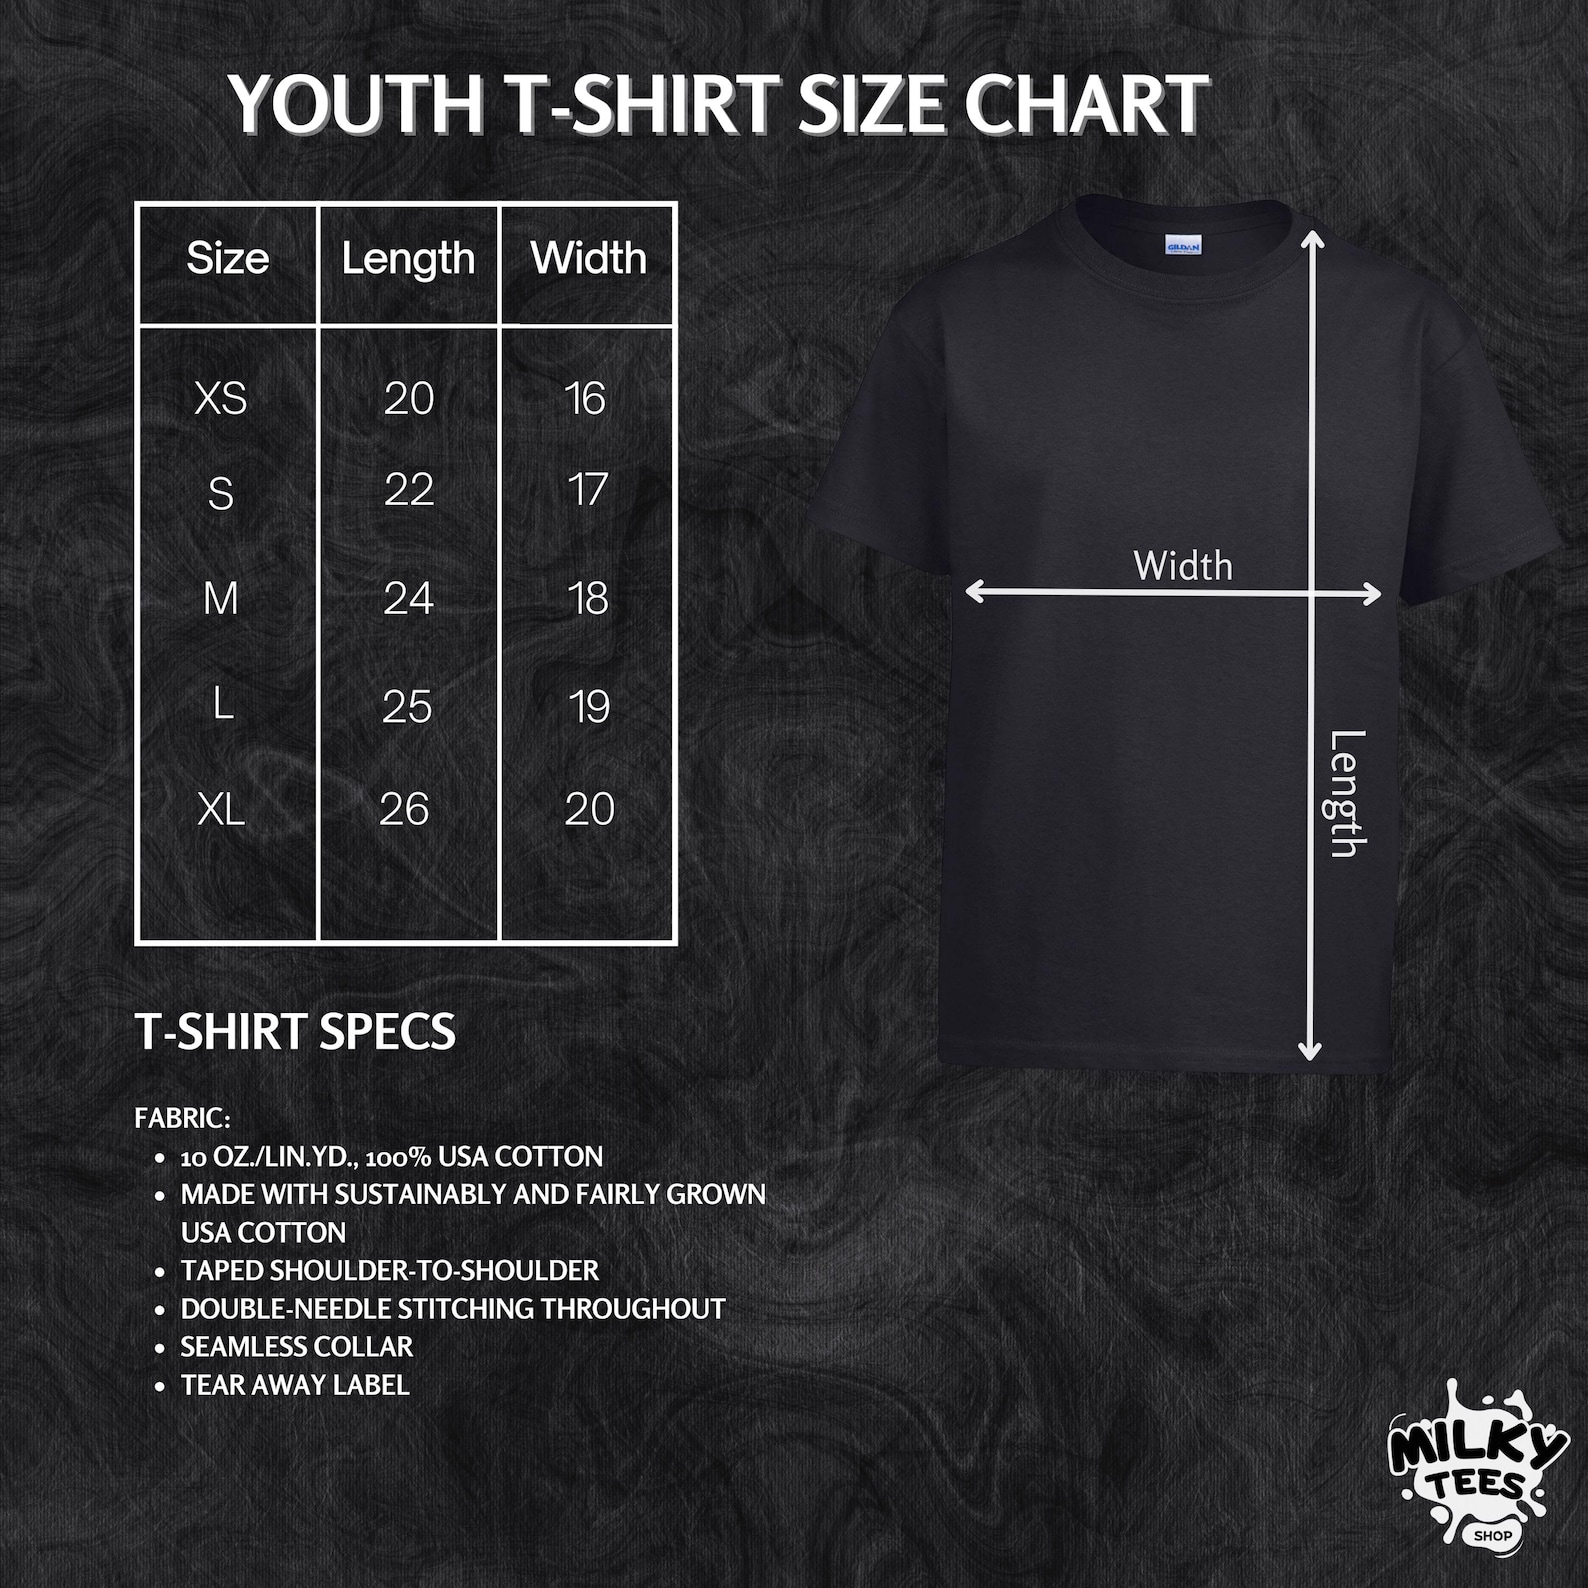 YOUTH T-SHIRT SIZE CHART
Size Length Width
XS 20 16
S 22 17
M 24 18
L 25 19
XL 26 20
GILDAN
Width
Length
T-SHIRT SPECS
FABRIC:
• 10 OZ./LIN.YD., 100% USA COTTON
• MADE WITH SUSTAINABLY AND FAIRLY GROWN
USA COTTON
• TAPED SHOULDER-TO-SHOULDER
• DOUBLE-NEEDLE STITCHING THROUGHOUT
• SEAMLESS COLLAR
• TEAR AWAY LABEL
MILKY
TEES
SHOP